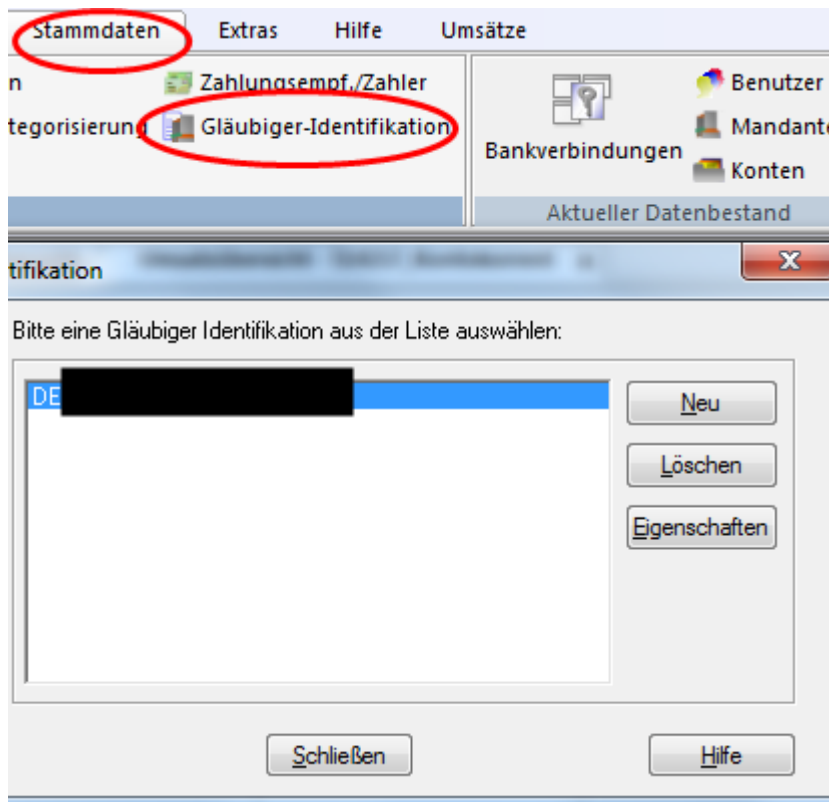 Stammdaten Extras Hilfe Umsätze
n Zahlungsempf./Zahler Benutzer
tegorisierung Gläubiger-Identifikation Mandante
Bankverbindungen
Konten
Aktueller Datenbestand
tifikation
Bitte eine Gläubiger Identifikation aus der Liste auswählen:
DE
Neu
Löschen
Eigenschaften
Schließen Hilfe